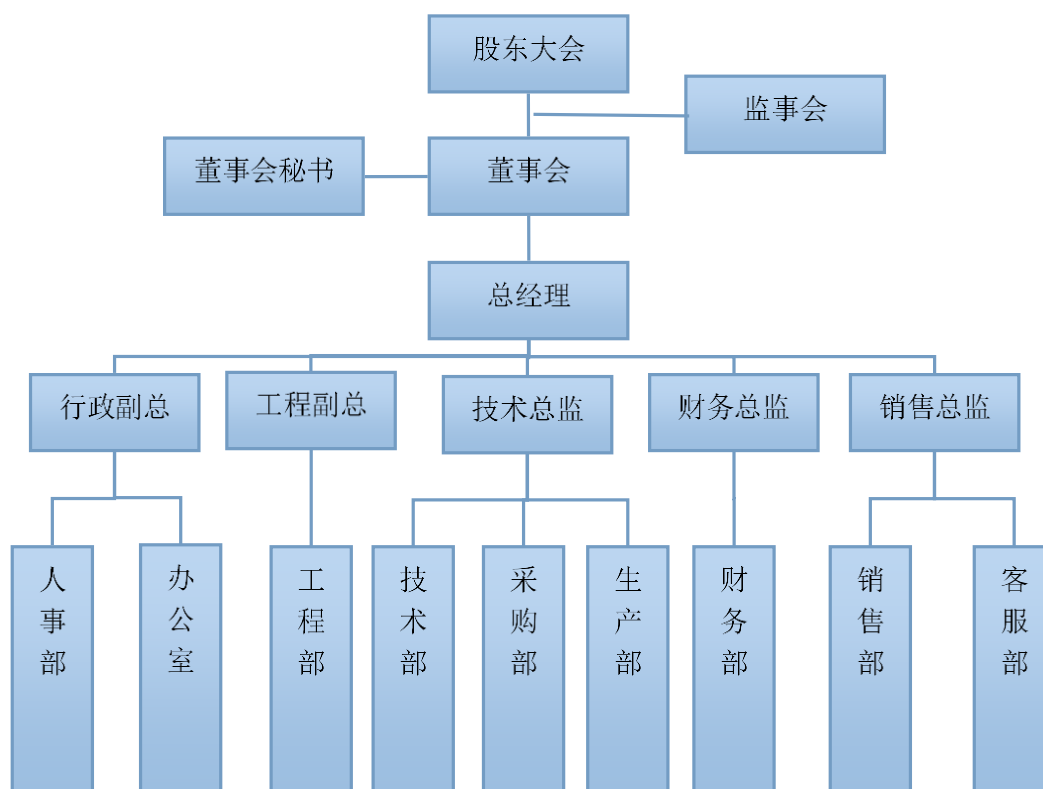 股东大会
监事会
董事会秘书
董事会
总经理
行政副总
工程副总
技术总监
财务总监
销售总监
人事部
办公室
工程部
技术部
采购部
生产部
财务部
销售部
客服部